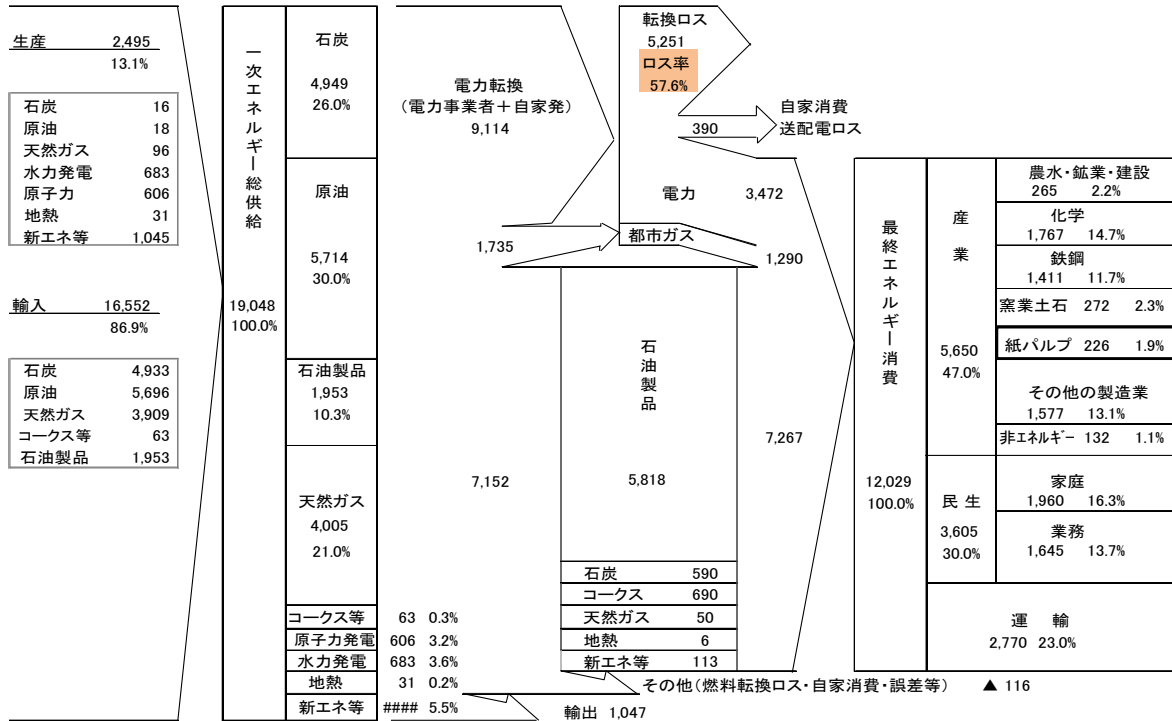 生産 2,495
13.1%
石炭 16
原油 18
天然ガス 96
水力発電 683
原子力 606
地熱 31
新エネ等 1,045
輸入 16,552
86.9%
石炭 4,933
原油 5,696
天然ガス 3,909
コークス等 63
石油製品 1,953
一次エネルギー総供給
19,048
100.0%
石炭
4,949
26.0%
原油
5,714
30.0%
石油製品
1,953
10.3%
天然ガス
4,005
21.0%
コークス等 63 0.3%
原子力発電 606 3.2%
水力発電 683 3.6%
地熱 31 0.2%
新エネ等 #### 5.5%
電力転換
(電力事業者+自家発)
9,114
1,735
7,152
輸出 1,047
転換ロス
5,251
ロス率
57.6%
390
自家消費
送配電ロス
電力 3,472
都市ガス
1,290
石油製品
5,818
7,267
石炭 590
コークス 690
天然ガス 50
地熱 6
新エネ等 113
その他(燃料転換ロス・自家消費・誤差等) ▲ 116
最終エネルギー消費
12,029
100.0%
産業
5,650
47.0%
農水・鉱業・建設
265 2.2%
化学
1,767 14.7%
鉄鋼
1,411 11.7%
窯業土石 272 2.3%
紙パルプ 226 1.9%
その他の製造業
1,577 13.1%
非エネルギー 132 1.1%
民生
3,605
30.0%
家庭
1,960 16.3%
業務
1,645 13.7%
運輸
2,770 23.0%